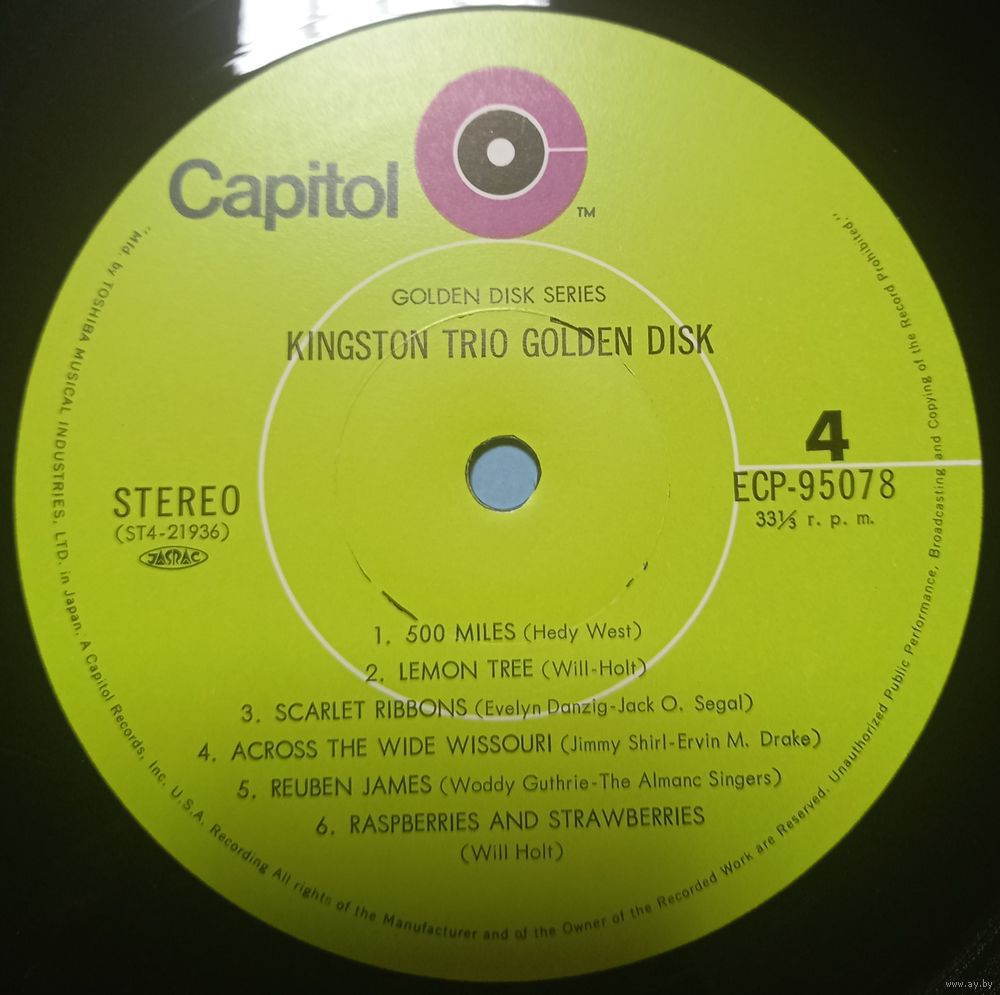 Capitol
TM
GOLDEN DISK SERIES
KINGSTON TRIO GOLDEN DISK
4
ECP-95078
33⅓ r. p. m.
STEREO
(ST4-21936)
JASRAC
1. 500 MILES (Hedy West)
2. LEMON TREE (Will-Holt)
3. SCARLET RIBBONS (Evelyn Danzig-Jack O. Segal)
4. ACROSS THE WIDE WISSOURI (Jimmy Shirl-Ervin M. Drake)
5. REUBEN JAMES (Woddy Guthrie-The Almanc Singers)
6. RASPBERRIES AND STRAWBERRIES
(Will Holt)
"Mfd. by TOSHIBA MUSICAL INDUSTRIES, LTD. in Japan. A Capitol Records, Inc. U.S.A. Recording All rights of the Manufacturer and of the Owner of the Recorded Work are Reserved. Unauthorized Public Performance, Broadcasting and Copying of the Record Prohibited."
www.ay.by